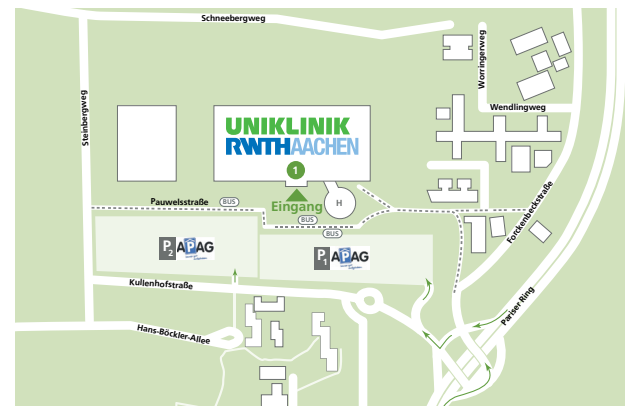 Schneebergweg
Worringerweg
Steinbergweg
Wendlingweg
UNIKLINIK
RWTHAACHEN
1
Pauwelsstraße
BUS
Eingang
H
BUS
BUS
Forckenbeckstraße
P2 APAG
P1 APAG
Kullenhofstraße
Pariser Ring
Hans-Böckler-Allee